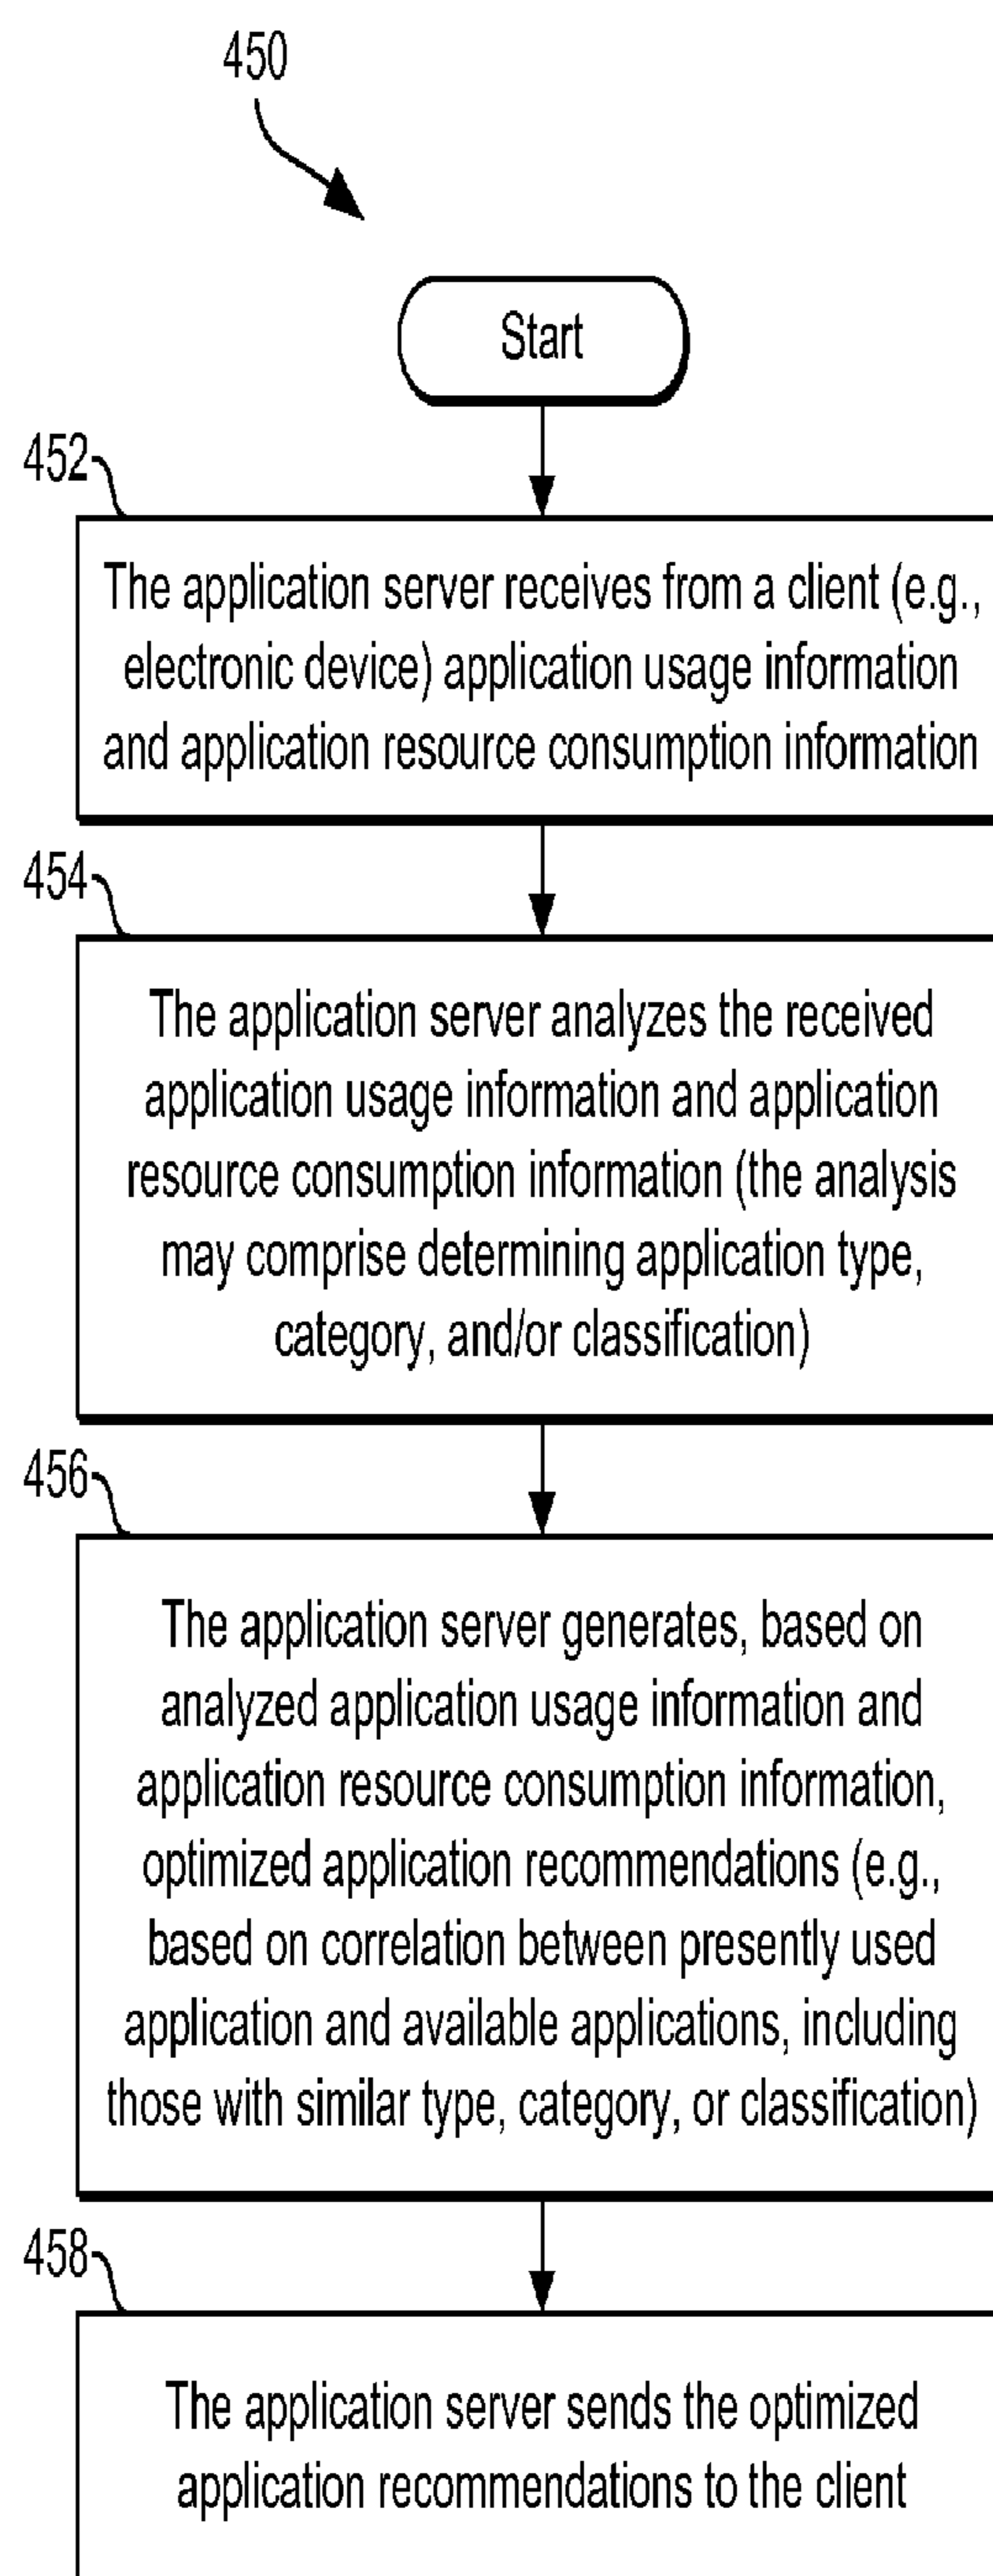 450
Start
452
The application server receives from a client (e.g.,
electronic device) application usage information
and application resource consumption information
454
The application server analyzes the received
application usage information and application
resource consumption information (the analysis
may comprise determining application type,
category, and/or classification)
456
The application server generates, based on
analyzed application usage information and
application resource consumption information,
optimized application recommendations (e.g.,
based on correlation between presently used
application and available applications, including
those with similar type, category, or classification)
458
The application server sends the optimized
application recommendations to the client